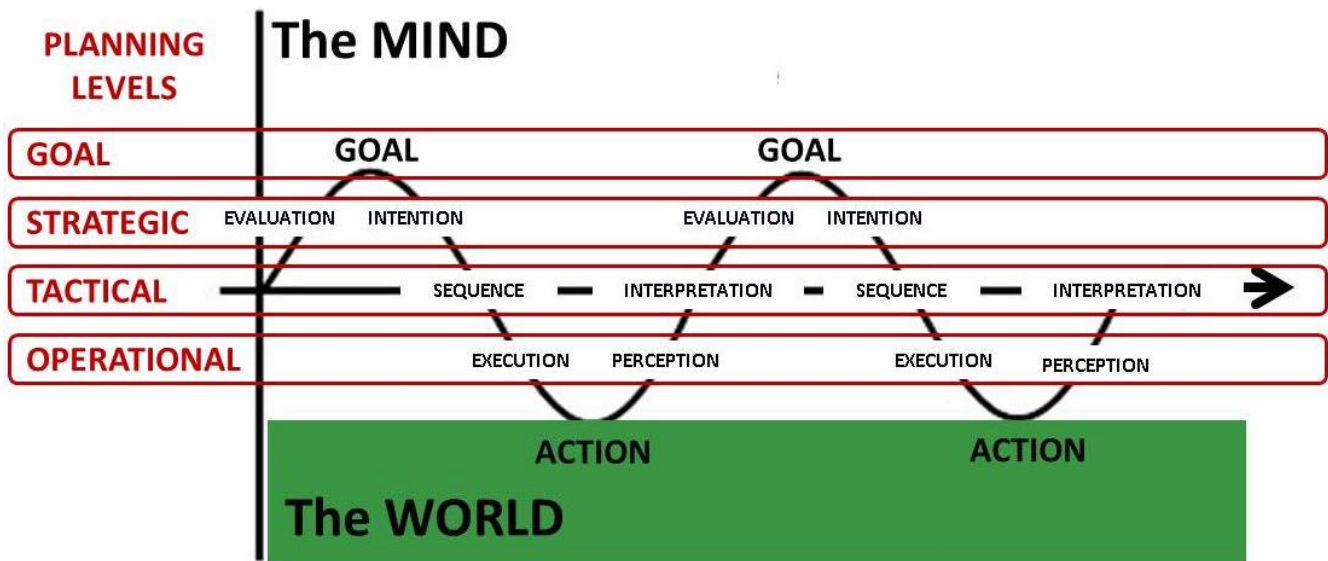 PLANNING
LEVELS
The MIND
GOAL GOAL GOAL
STRATEGIC EVALUATION INTENTION EVALUATION INTENTION
TACTICAL SEQUENCE INTERPRETATION SEQUENCE INTERPRETATION
OPERATIONAL EXECUTION PERCEPTION EXECUTION PERCEPTION
ACTION ACTION
The WORLD